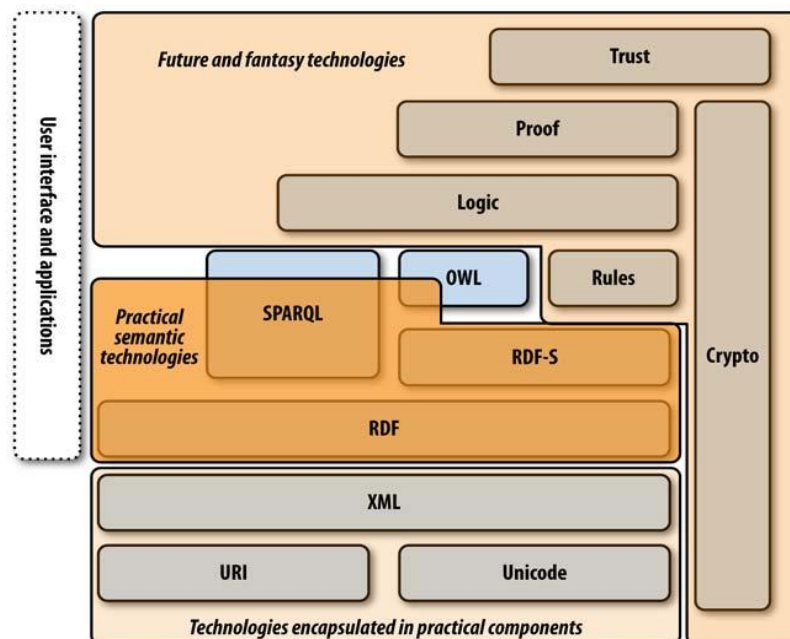 User interface and applications
Future and fantasy technologies
Trust
Proof
Logic
OWL
Rules
Practical
semantic
technologies
SPARQL
RDF-S
Crypto
RDF
XML
URI
Unicode
Technologies encapsulated in practical components